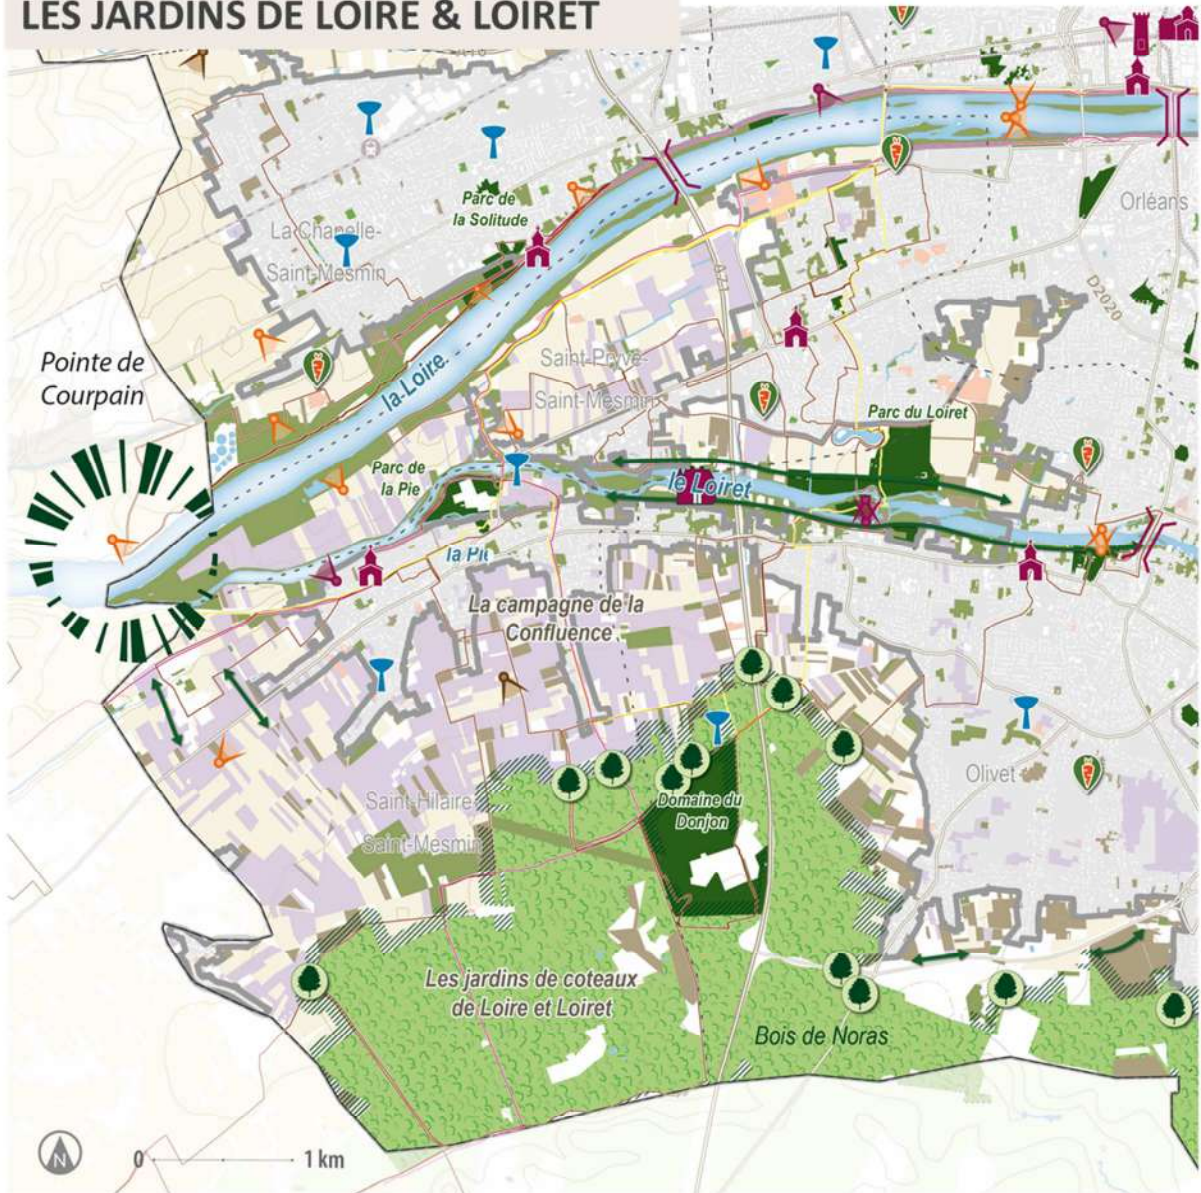 LES JARDINS DE LOIRE & LOIRET
A10
Orléans
Parc de
la Solitude
La Chapelle-
Saint-Mesmin
A71
D2020
Pointe de
Courpain
la Loire
Saint-Pryvé-
Saint-Mesmin
Parc du Loiret
Parc de
la Pie
le Loiret
la Pie
La campagne de la
Confluence
Olivet
Saint-Hilaire-
Saint-Mesmin
Domaine du
Donjon
Les jardins de coteaux
de Loire et Loiret
Bois de Noras
N
0 1 km